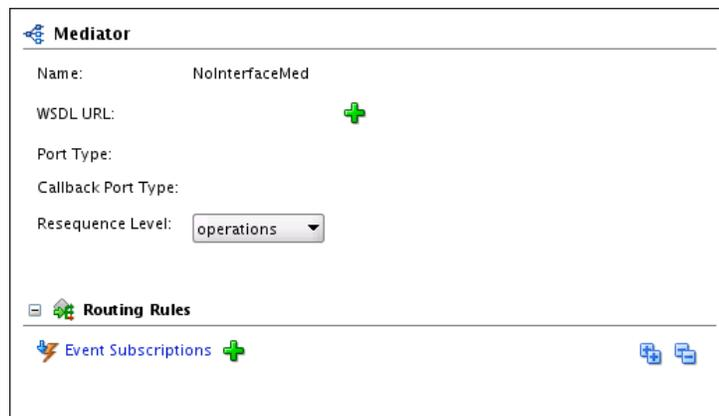 Mediator
Name: NoInterfaceMed
WSDL URL:
Port Type:
Callback Port Type:
Resequence Level: operations
Routing Rules
Event Subscriptions